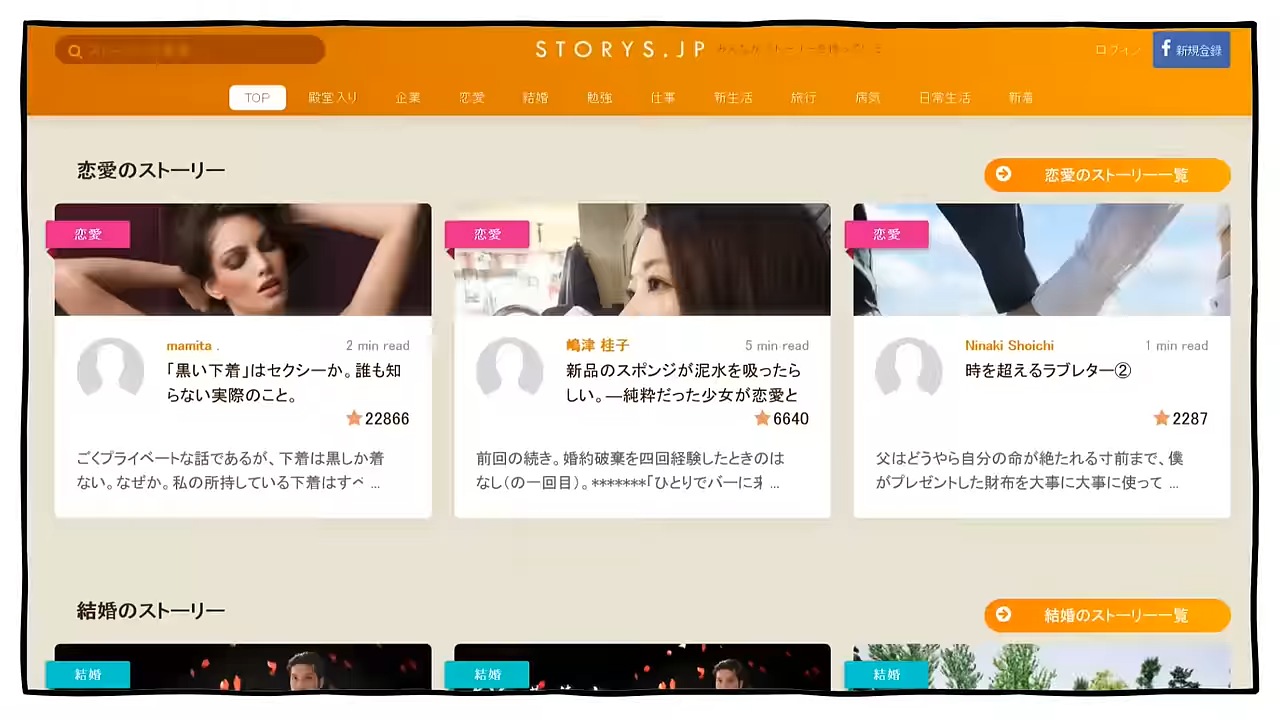 STORYS.JP
ログイン
新規登録
TOP 殿堂入り 企業 恋愛 結婚 勉強 仕事 新生活 旅行 病気 日常生活 新着
恋愛のストーリー
恋愛のストーリー一覧
恋愛
mamita . 2 min read
「黒い下着」はセクシーか。誰も知
らない実際のこと。
22866
ごくプライベートな話であるが、下着は黒しか着
ない。なぜか。私の所持している下着はすべ ...
恋愛
嶋津 桂子 5 min read
新品のスポンジが泥水を吸ったら
しい。―純粋だった少女が恋愛と
6640
前回の続き。婚約破棄を四回経験したときのは
なし(の一回目)。*******「ひとりでバーに来 ...
恋愛
Ninaki Shoichi 1 min read
時を超えるラブレター②
2287
父はどうやら自分の命が絶たれる寸前まで、僕
がプレゼントした財布を大事に大事に使って ...
結婚のストーリー
結婚のストーリー一覧
結婚
結婚
結婚